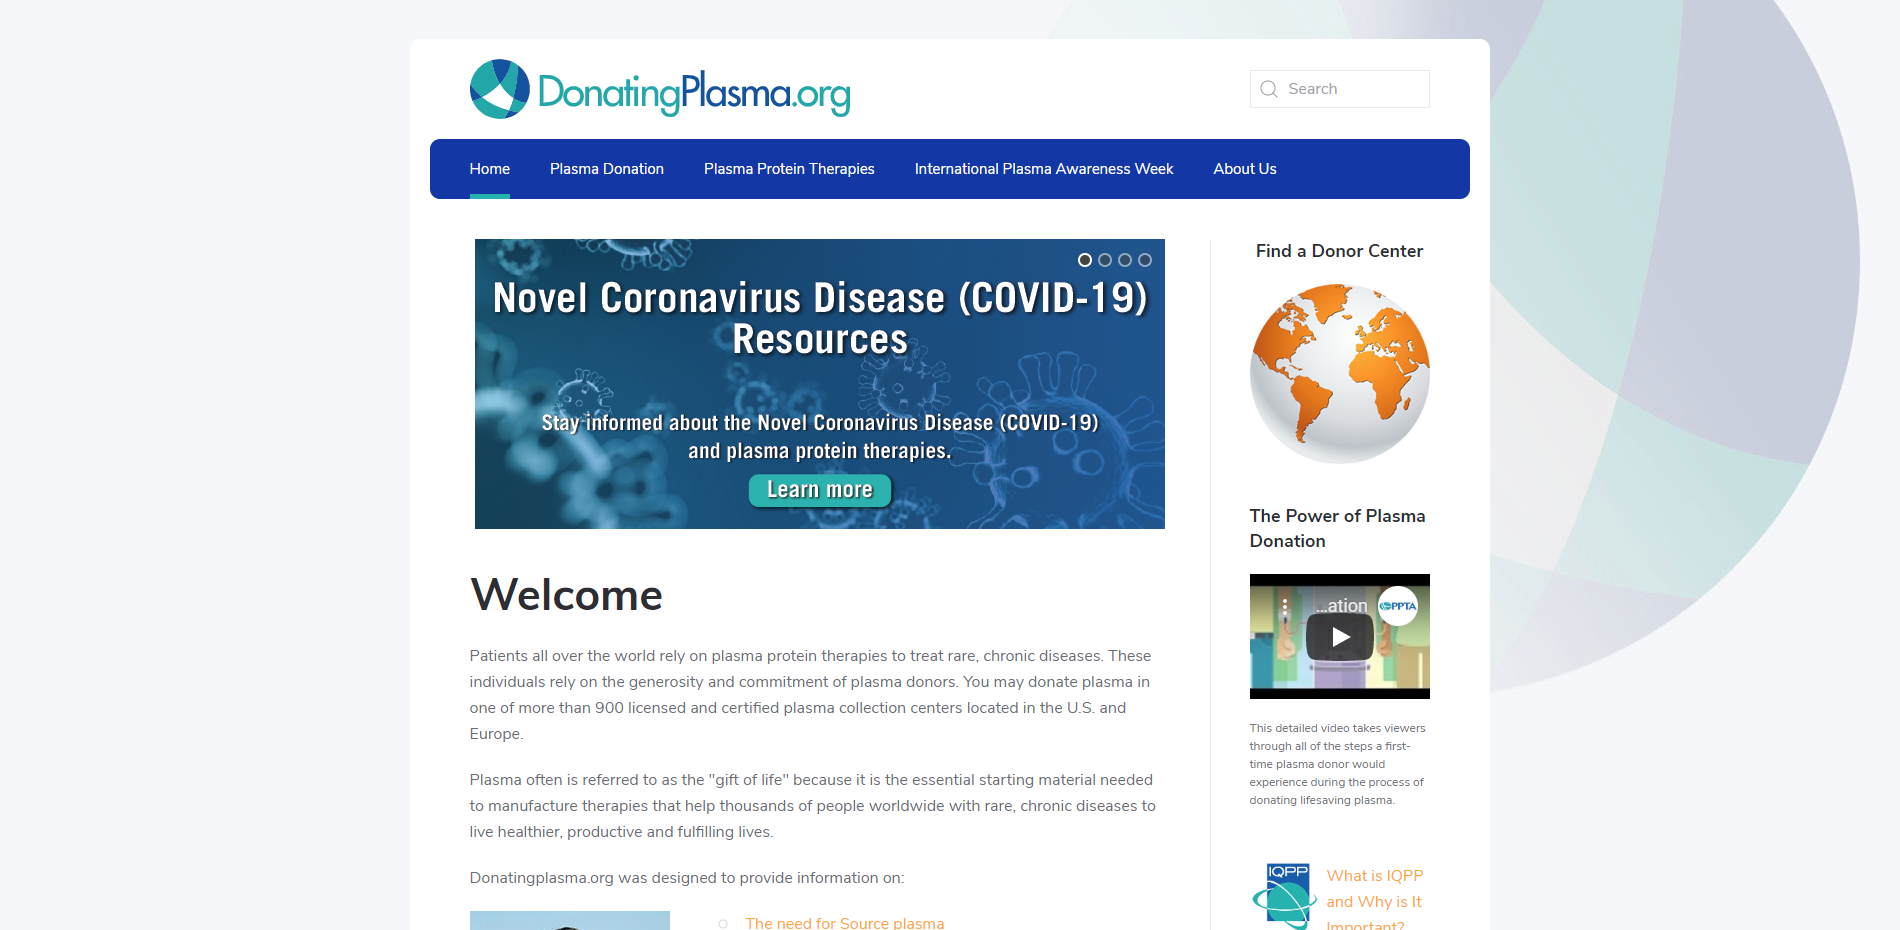 DonatingPlasma.org
Search
Home
Plasma Donation
Plasma Protein Therapies
International Plasma Awareness Week
About Us
Novel Coronavirus Disease (COVID-19)
Resources
Stay informed about the Novel Coronavirus Disease (COVID-19)
and plasma protein therapies.
Learn more
Welcome
Patients all over the world rely on plasma protein therapies to treat rare, chronic diseases. These
individuals rely on the generosity and commitment of plasma donors. You may donate plasma in
one of more than 900 licensed and certified plasma collection centers located in the U.S. and
Europe.
Plasma often is referred to as the "gift of life" because it is the essential starting material needed
to manufacture therapies that help thousands of people worldwide with rare, chronic diseases to
live healthier, productive and fulfilling lives.
Donatingplasma.org was designed to provide information on:
The need for Source plasma
Find a Donor Center
The Power of Plasma
Donation
...ation
PPTA
This detailed video takes viewers
through all of the steps a first-
time plasma donor would
experience during the process of
donating lifesaving plasma.
IQPP
What is IQPP
and Why is It
Important?